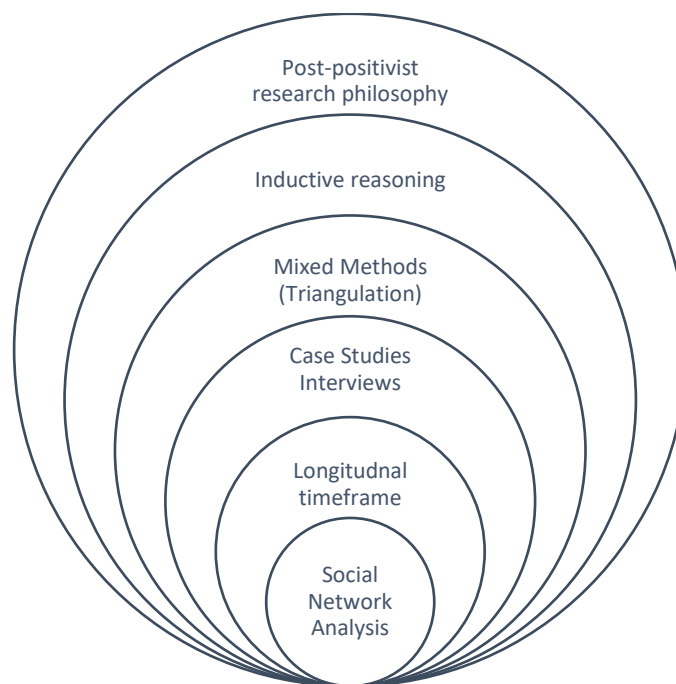 Post-positivist
research philosophy
Inductive reasoning
Mixed Methods
(Triangulation)
Case Studies
Interviews
Longitudnal
timeframe
Social
Network
Analysis